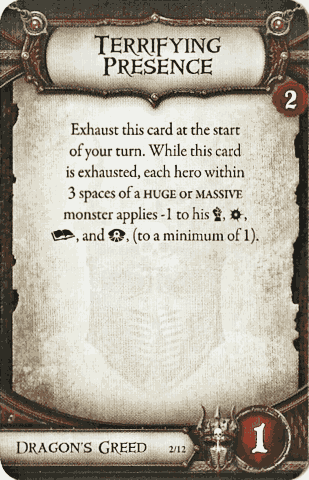 TERRIFYING
PRESENCE
2
Exhaust this card at the start
of your turn. While this card
is exhausted, each hero within
3 spaces of a HUGE or MASSIVE
monster applies -1 to his , ,
, and , (to a minimum of 1).
DRAGON'S GREED 2/12 1